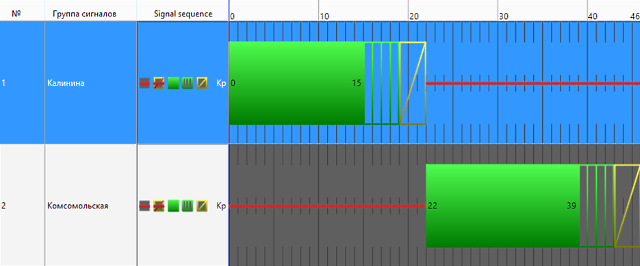 № Группа сигналов Signal sequence 0 10 20 30 40 46
1 Калинина Кр 0 15
2 Комсомольская Кр 22 39